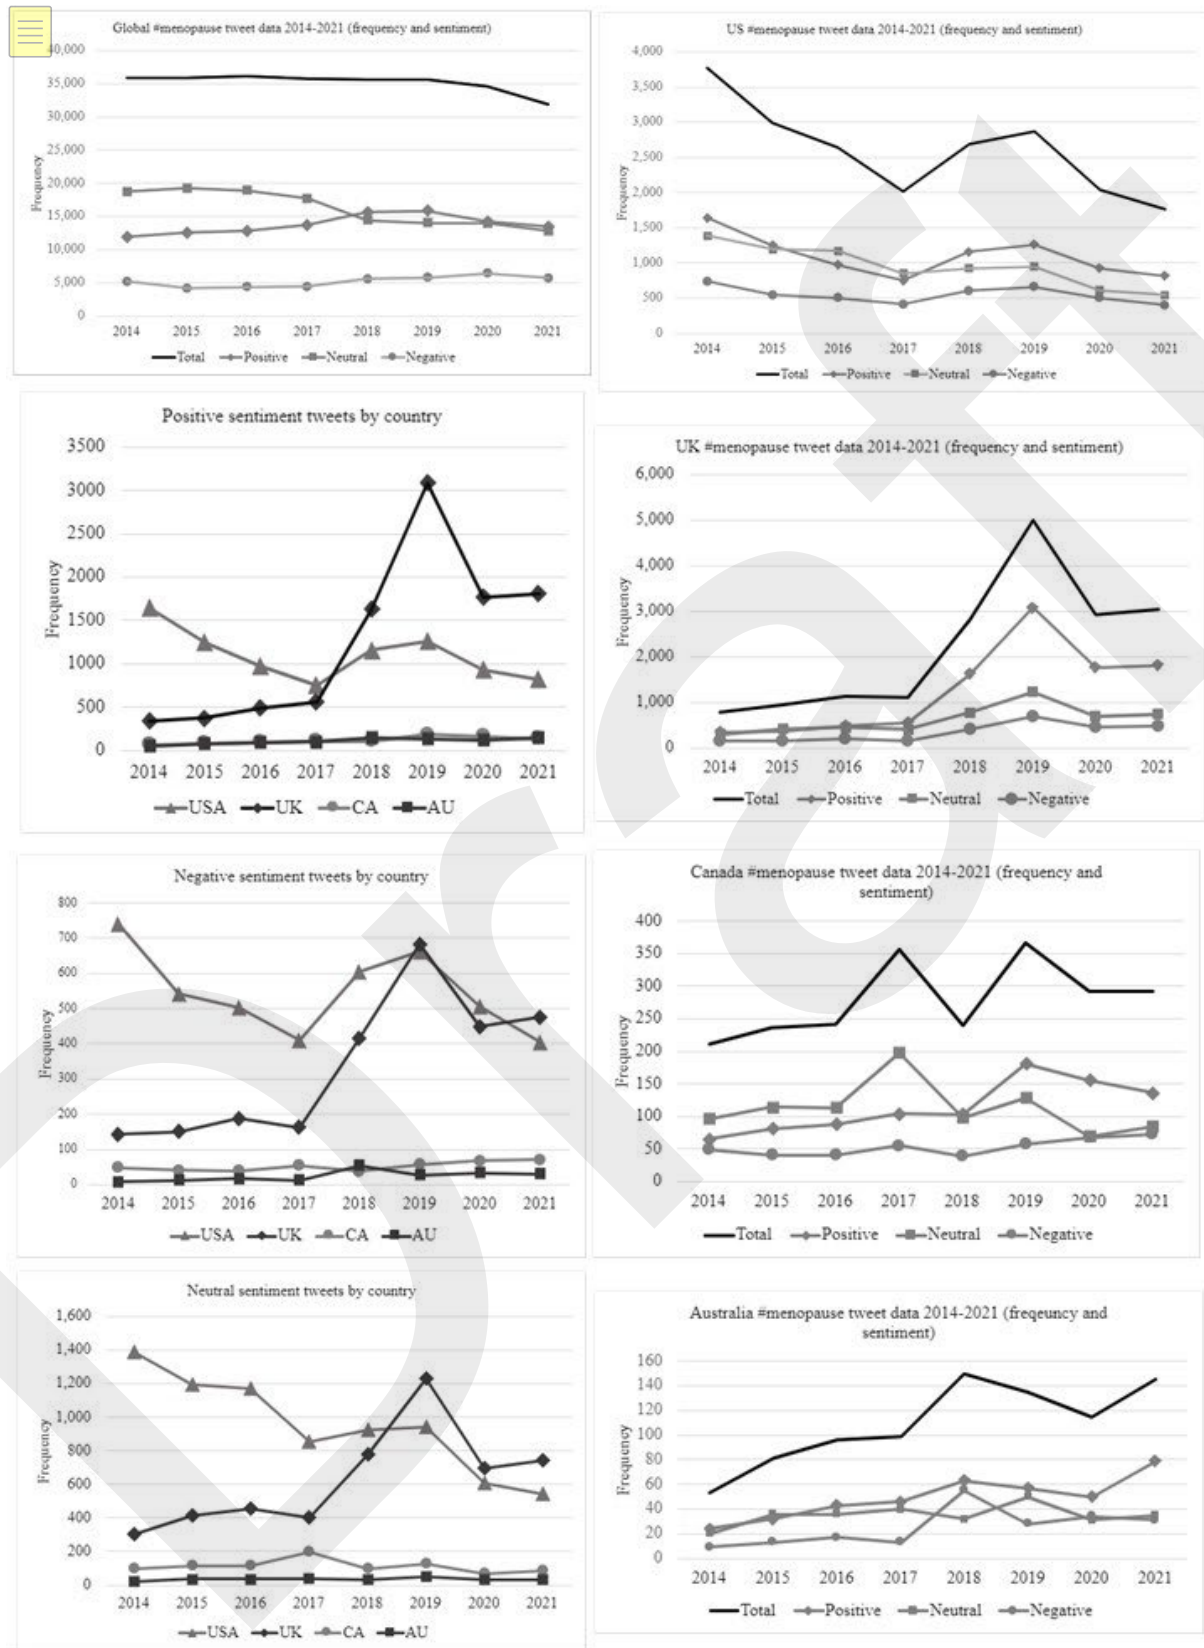 Global #menopause tweet data 2014-2021 (frequency and sentiment)
40,000
35,000
30,000
25,000
20,000
15,000
10,000
5,000
0
Frequency
2014 2015 2016 2017 2018 2019 2020 2021
Total Positive Neutral Negative
US #menopause tweet data 2014-2021 (frequency and sentiment)
4,000
3,500
3,000
2,500
2,000
1,500
1,000
500
0
Frequency
2014 2015 2016 2017 2018 2019 2020 2021
Total Positive Neutral Negative
Positive sentiment tweets by country
3500
3000
2500
2000
1500
1000
500
0
Frequency
2014 2015 2016 2017 2018 2019 2020 2021
USA UK CA AU
UK #menopause tweet data 2014-2021 (frequency and sentiment)
6,000
5,000
4,000
3,000
2,000
1,000
0
Frequency
2014 2015 2016 2017 2018 2019 2020 2021
Total Positive Neutral Negative
Negative sentiment tweets by country
800
700
600
500
400
300
200
100
0
Frequency
2014 2015 2016 2017 2018 2019 2020 2021
USA UK CA AU
Canada #menopause tweet data 2014-2021 (frequency and
sentiment)
400
350
300
250
200
150
100
50
0
Frequency
2014 2015 2016 2017 2018 2019 2020 2021
Total Positive Neutral Negative
Neutral sentiment tweets by country
1,600
1,400
1,200
1,000
800
600
400
200
0
Frequency
2014 2015 2016 2017 2018 2019 2020 2021
USA UK CA AU
Australia #menopause tweet data 2014-2021 (freqeuncy and
sentiment)
160
140
120
100
80
60
40
20
0
Frequency
2014 2015 2016 2017 2018 2019 2020 2021
Total Positive Neutral Negative
Draft